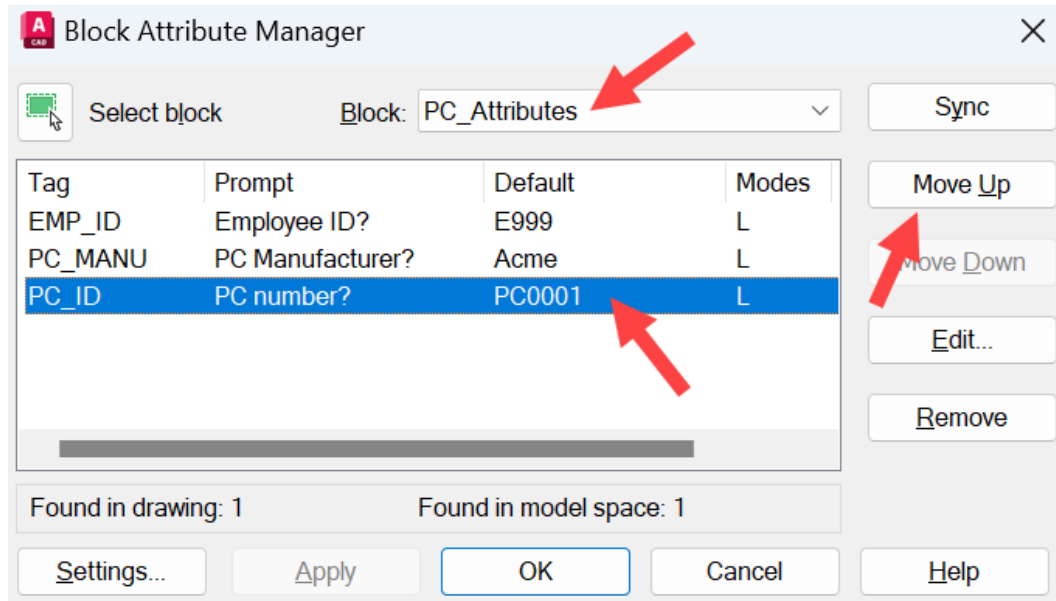 A
CAD
Block Attribute Manager
Select block
Block:
PC_Attributes
Sync
Tag Prompt Default Modes
Move Up
EMP_ID Employee ID? E999 L
PC_MANU PC Manufacturer? Acme L
Move Down
PC_ID PC number? PC0001 L
Edit...
Remove
Found in drawing: 1 Found in model space: 1
Settings... Apply OK Cancel Help